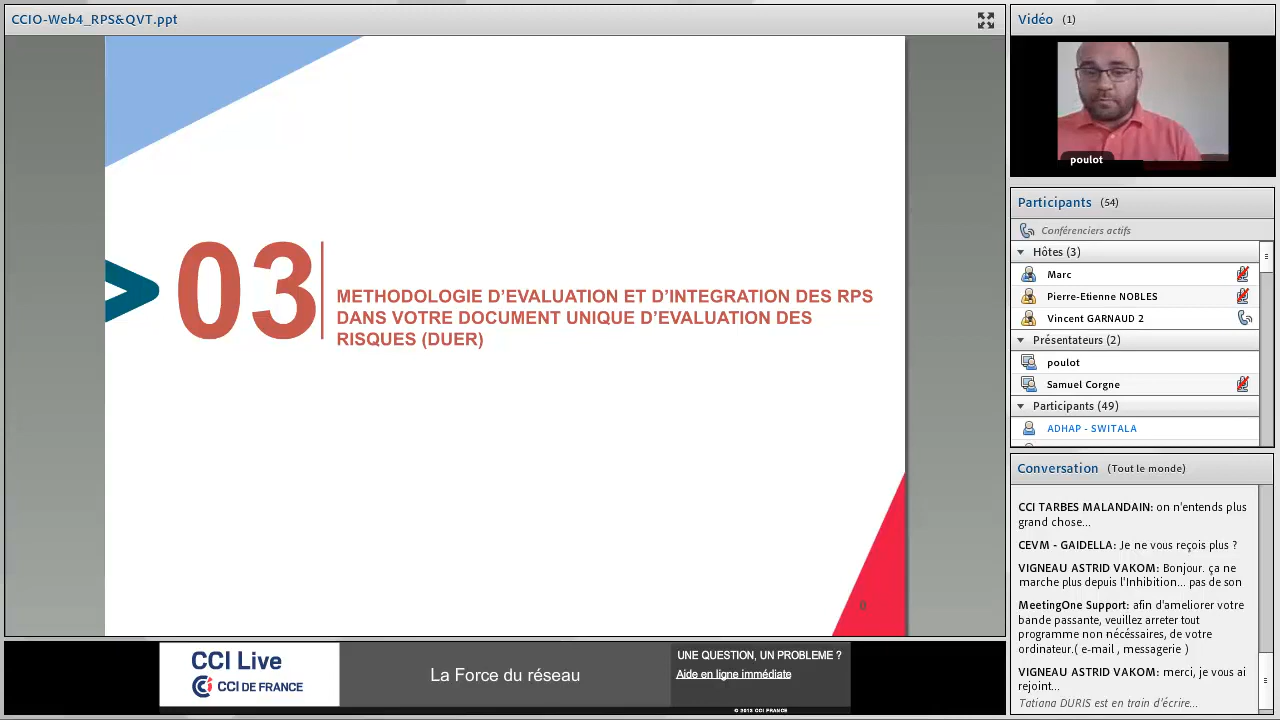 CCIO-Web4_RPS&QVT.ppt
> 03
METHODOLOGIE D'EVALUATION ET D'INTEGRATION DES RPS
DANS VOTRE DOCUMENT UNIQUE D'EVALUATION DES
RISQUES (DUER)
0
CCI Live
CCI DE FRANCE
La Force du réseau
UNE QUESTION, UN PROBLEME ?
Aide en ligne immédiate
© 2013 CCI FRANCE
Vidéo (1)
poulot
Participants (54)
Conférenciers actifs
Hôtes (3)
Marc
Pierre-Etienne NOBLES
Vincent GARNAUD 2
Présentateurs (2)
poulot
Samuel Corgne
Participants (49)
ADHAP - SWITALA
Conversation (Tout le monde)
CCI TARBES MALANDAIN: on n'entends plus
grand chose...
CEVM - GAIDELLA: Je ne vous reçois plus ?
VIGNEAU ASTRID VAKOM: Bonjour. ça ne
marche plus depuis l'Inhibition... pas de son
MeetingOne Support: afin d'ameliorer votre
bande passante, veuillez arreter tout
programme non nécéssaires, de votre
ordinateur.( e-mail , messagerie )
VIGNEAU ASTRID VAKOM: merci, je vous ai
rejoint...
Tatiana DURIS est en train d'écrire...